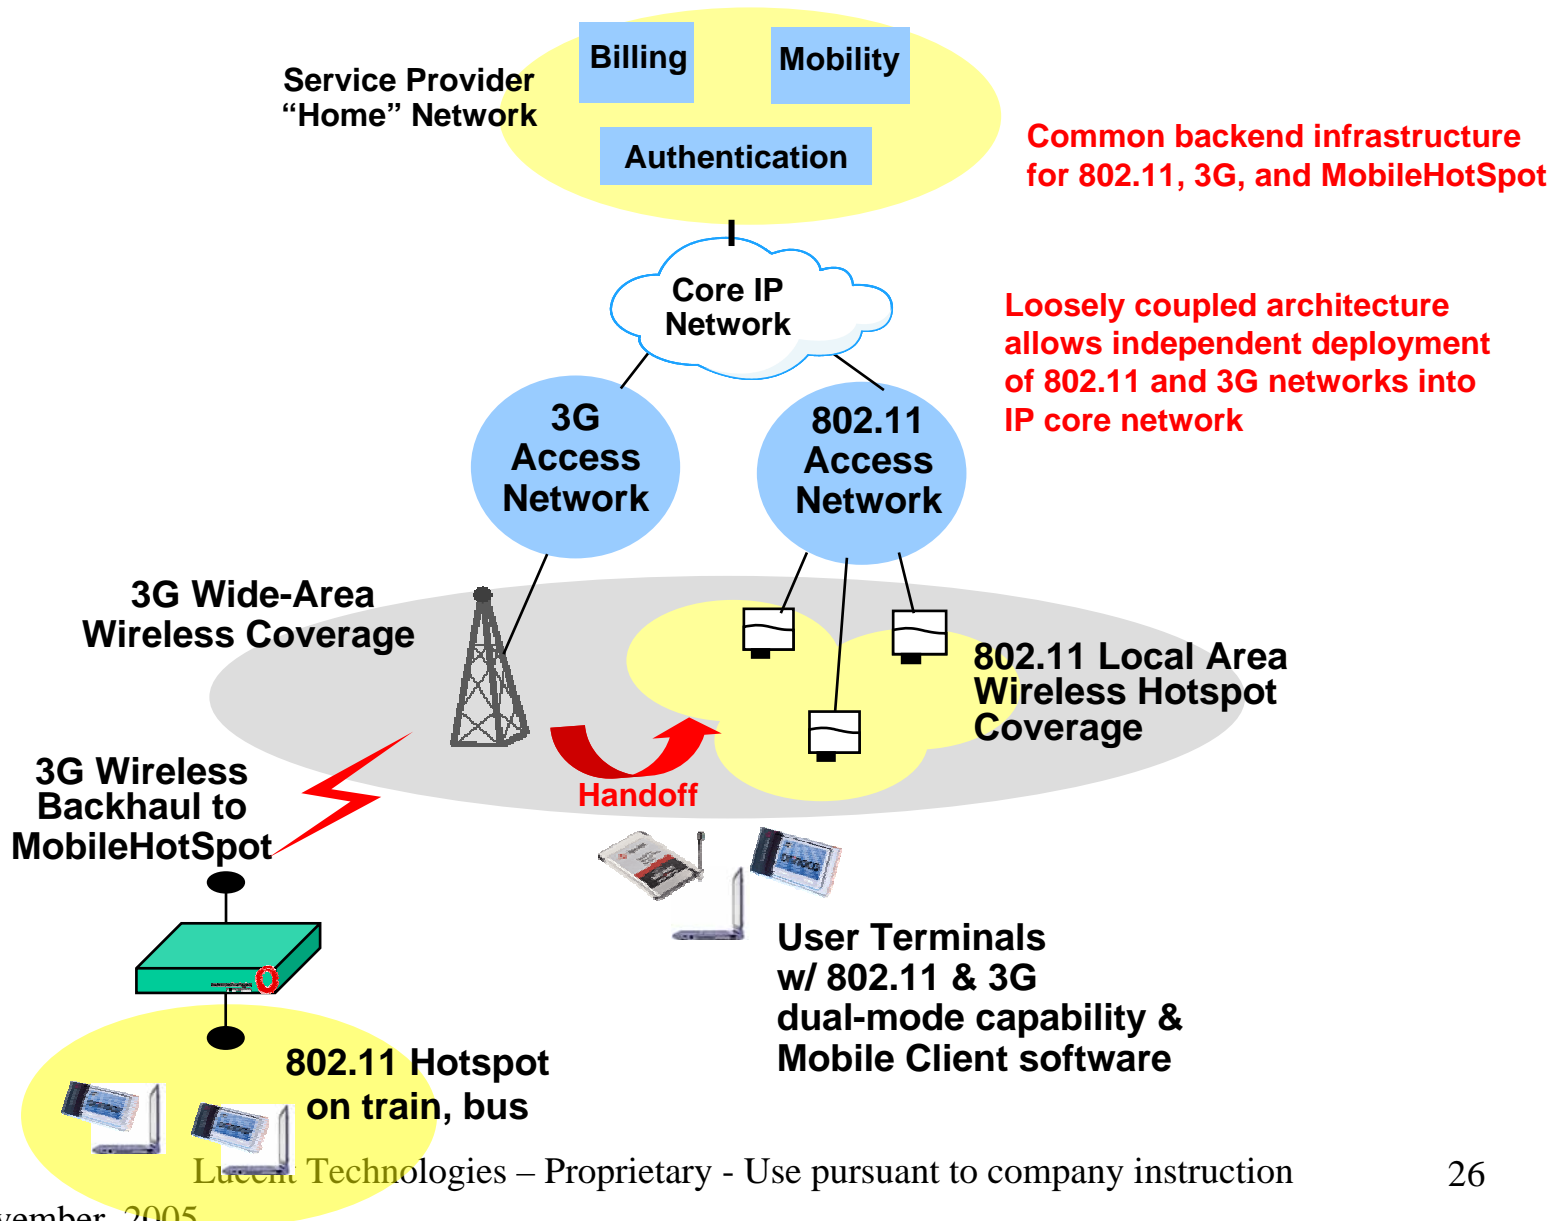 Billing
Mobility
Service Provider
“Home” Network
Authentication
Common backend infrastructure
for 802.11, 3G, and MobileHotSpot
Core IP
Network
Loosely coupled architecture
allows independent deployment
of 802.11 and 3G networks into
IP core network
3G
Access
Network
802.11
Access
Network
3G Wide-Area
Wireless Coverage
802.11 Local Area
Wireless Hotspot
Coverage
3G Wireless
Backhaul to
MobileHotSpot
Handoff
User Terminals
w/ 802.11 & 3G
dual-mode capability &
Mobile Client software
802.11 Hotspot
on train, bus
Lucent Technologies – Proprietary - Use pursuant to company instruction
26
vember, 2005